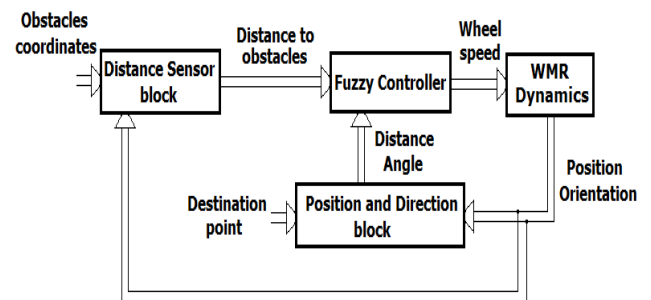 Obstacles
coordinates
Distance Sensor
block
Distance to
obstacles
Fuzzy Controller
Wheel
speed
WMR
Dynamics
Distance
Angle
Position
Orientation
Destination
point
Position and Direction
block